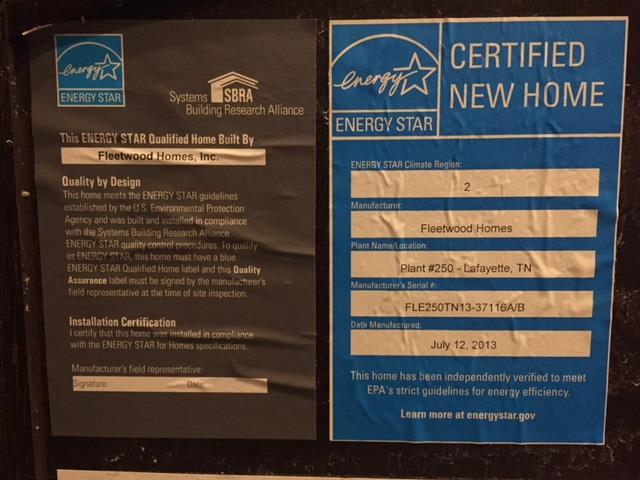 energy
ENERGY STAR
Systems SBRA
Building Research Alliance
This ENERGY STAR Qualified Home Built By
Fleetwood Homes, Inc.
Quality by Design
This home meets the ENERGY STAR guidelines
established by the U.S. Environmental Protection
Agency and was built and installed in compliance
with the Systems Building Research Alliance
ENERGY STAR quality control procedures. To qualify
as ENERGY STAR, this home must have a blue
ENERGY STAR Qualified Home label and this Quality
Assurance label must be signed by the manufacturer's
field representative at the time of site inspection.
Installation Certification
I certify that this home was installed in compliance
with the ENERGY STAR for Homes specifications.
Manufacturer's field representative:
Signature: Date:
energy
ENERGY STAR
CERTIFIED
NEW HOME
ENERGY STAR Climate Region:
2
Manufacturer:
Fleetwood Homes
Plant Name/Location:
Plant #250 - Lafayette, TN
Manufacturer's Serial #:
FLE250TN13-37116A/B
Date Manufactured:
July 12, 2013
This home has been independently verified to meet
EPA's strict guidelines for energy efficiency.
Learn more at energystar.gov